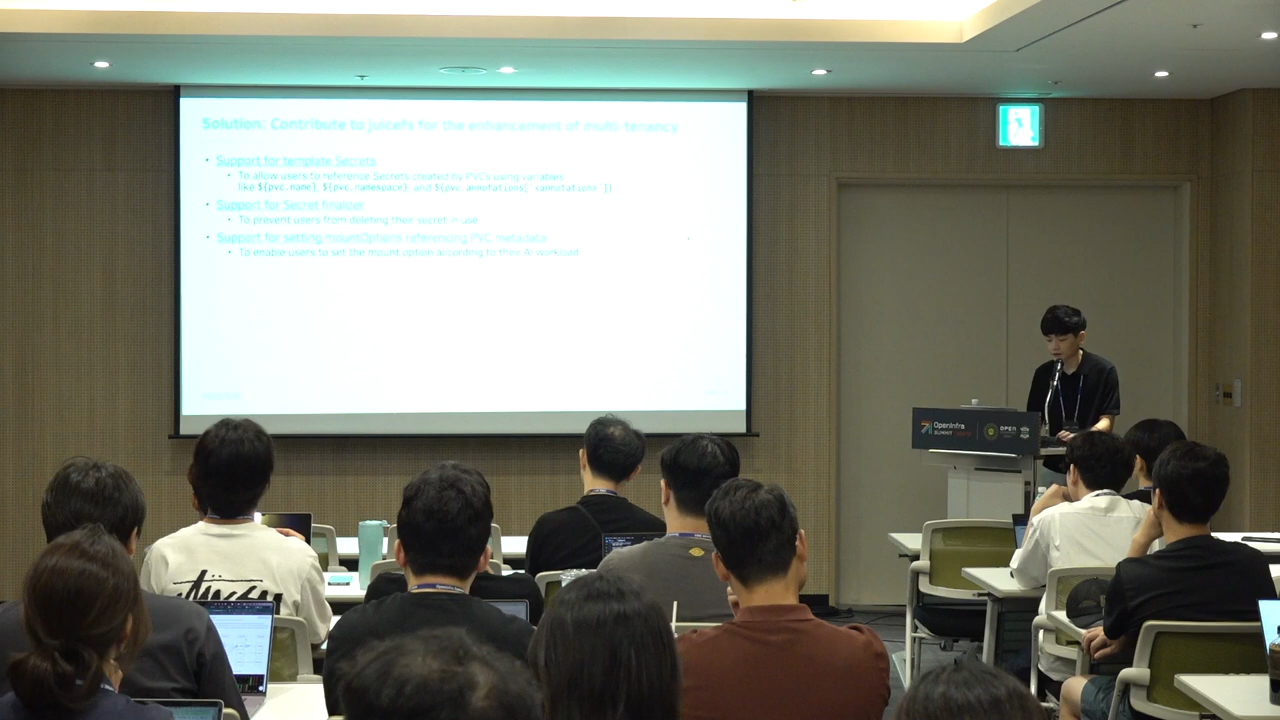 Solution: Contribute to juicefs for the enhancement of multi-tenancy
• Support for template Secrets
• To allow users to reference Secrets created by PVCs using variables
like ${pvc.name}, ${pvc.namespace}, and ${pvc.annotations['<annotation>']}
• Support for Secret finalizer
• To prevent users from deleting their secret in use
• Support for setting mountOptions referencing PVC metadata
• To enable users to set the mount option according to their AI workload
OpenInfra
SUMMIT
OPEN